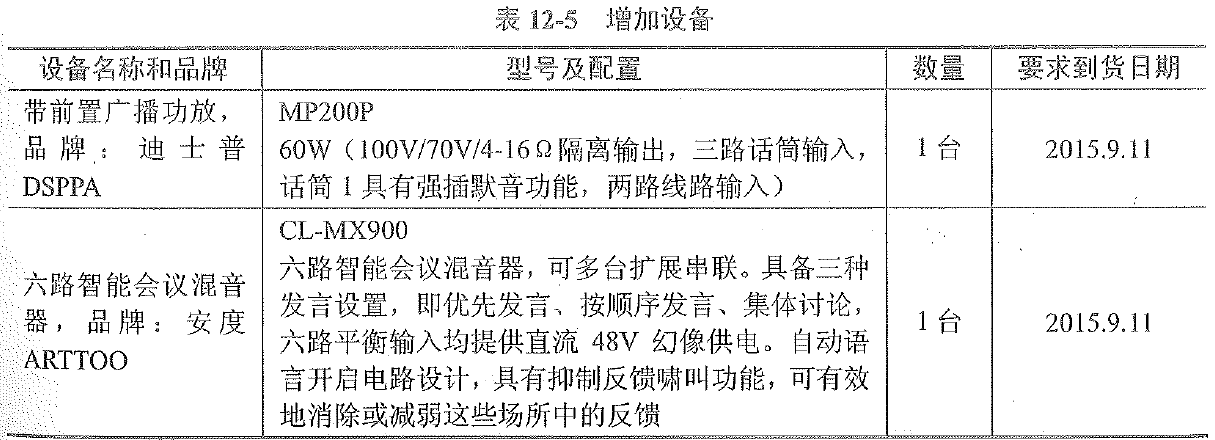 表 12-5 增加设备
设备名称和品牌 型号及配置 数量 要求到货日期
带前置广播功放，
品牌：迪士普
DSPPA
MP200P
60W（100V/70V/4-16Ω隔离输出，三路话筒输入，
话筒1具有强插默音功能，两路线路输入）
1台
2015.9.11
六路智能会议混音
器，品牌：安度
ARTTOO
CL-MX900
六路智能会议混音器，可多台扩展串联。具备三种
发言设置，即优先发言、按顺序发言、集体讨论，
六路平衡输入均提供直流 48V 幻像供电。自动语
言开启电路设计，具有抑制反馈啸叫功能，可有效
地消除或减弱这些场所中的反馈
1台
2015.9.11